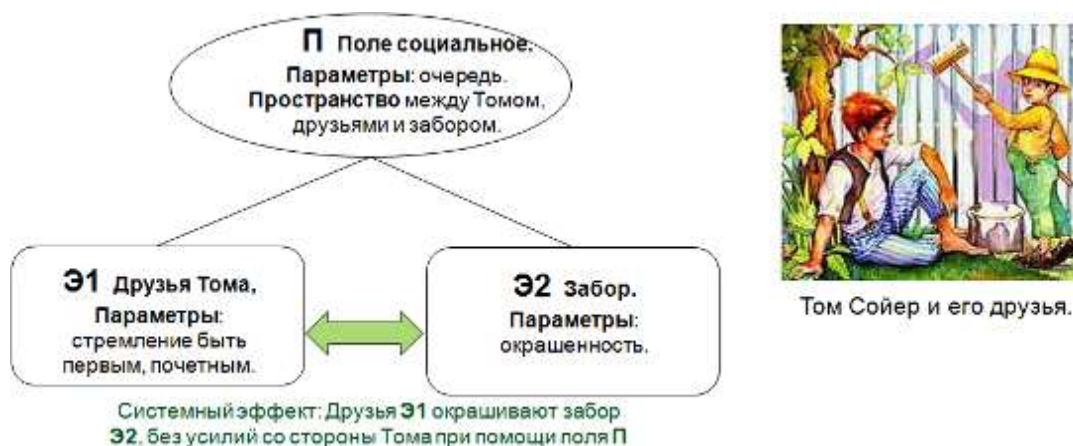 П Поле социальное.
Параметры: очередь.
Пространство между Томом,
друзьями и забором.
Э1 Друзья Тома,
Параметры:
стремление быть
первым, почетным.
Э2 Забор.
Параметры:
окрашенность.
Системный эффект: Друзья Э1 окрашивают забор
Э2, без усилий со стороны Тома при помощи поля П
Том Сойер и его друзья.